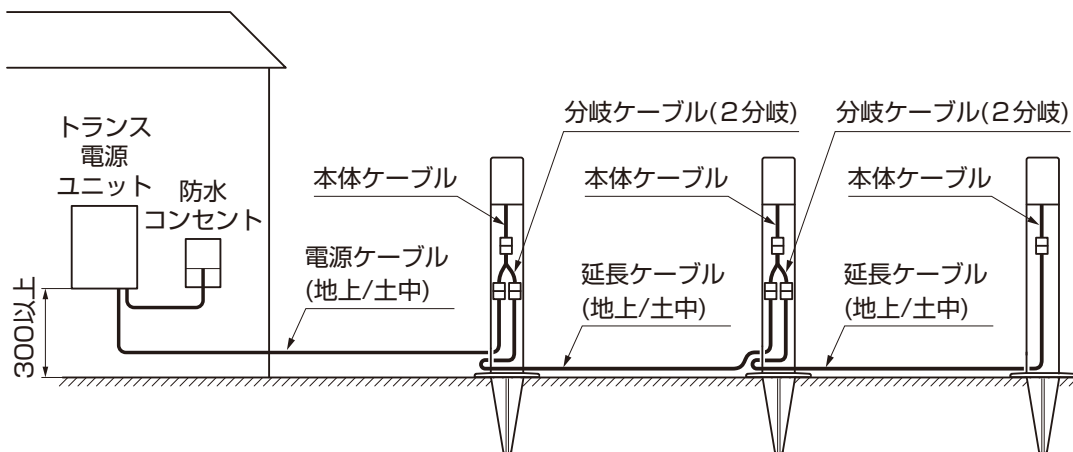 分岐ケーブル(2分岐)
分岐ケーブル(2分岐)
トランス
電源
ユニット
防水
コンセント
本体ケーブル
本体ケーブル
本体ケーブル
電源ケーブル
(地上/土中)
延長ケーブル
(地上/土中)
延長ケーブル
(地上/土中)
300以上